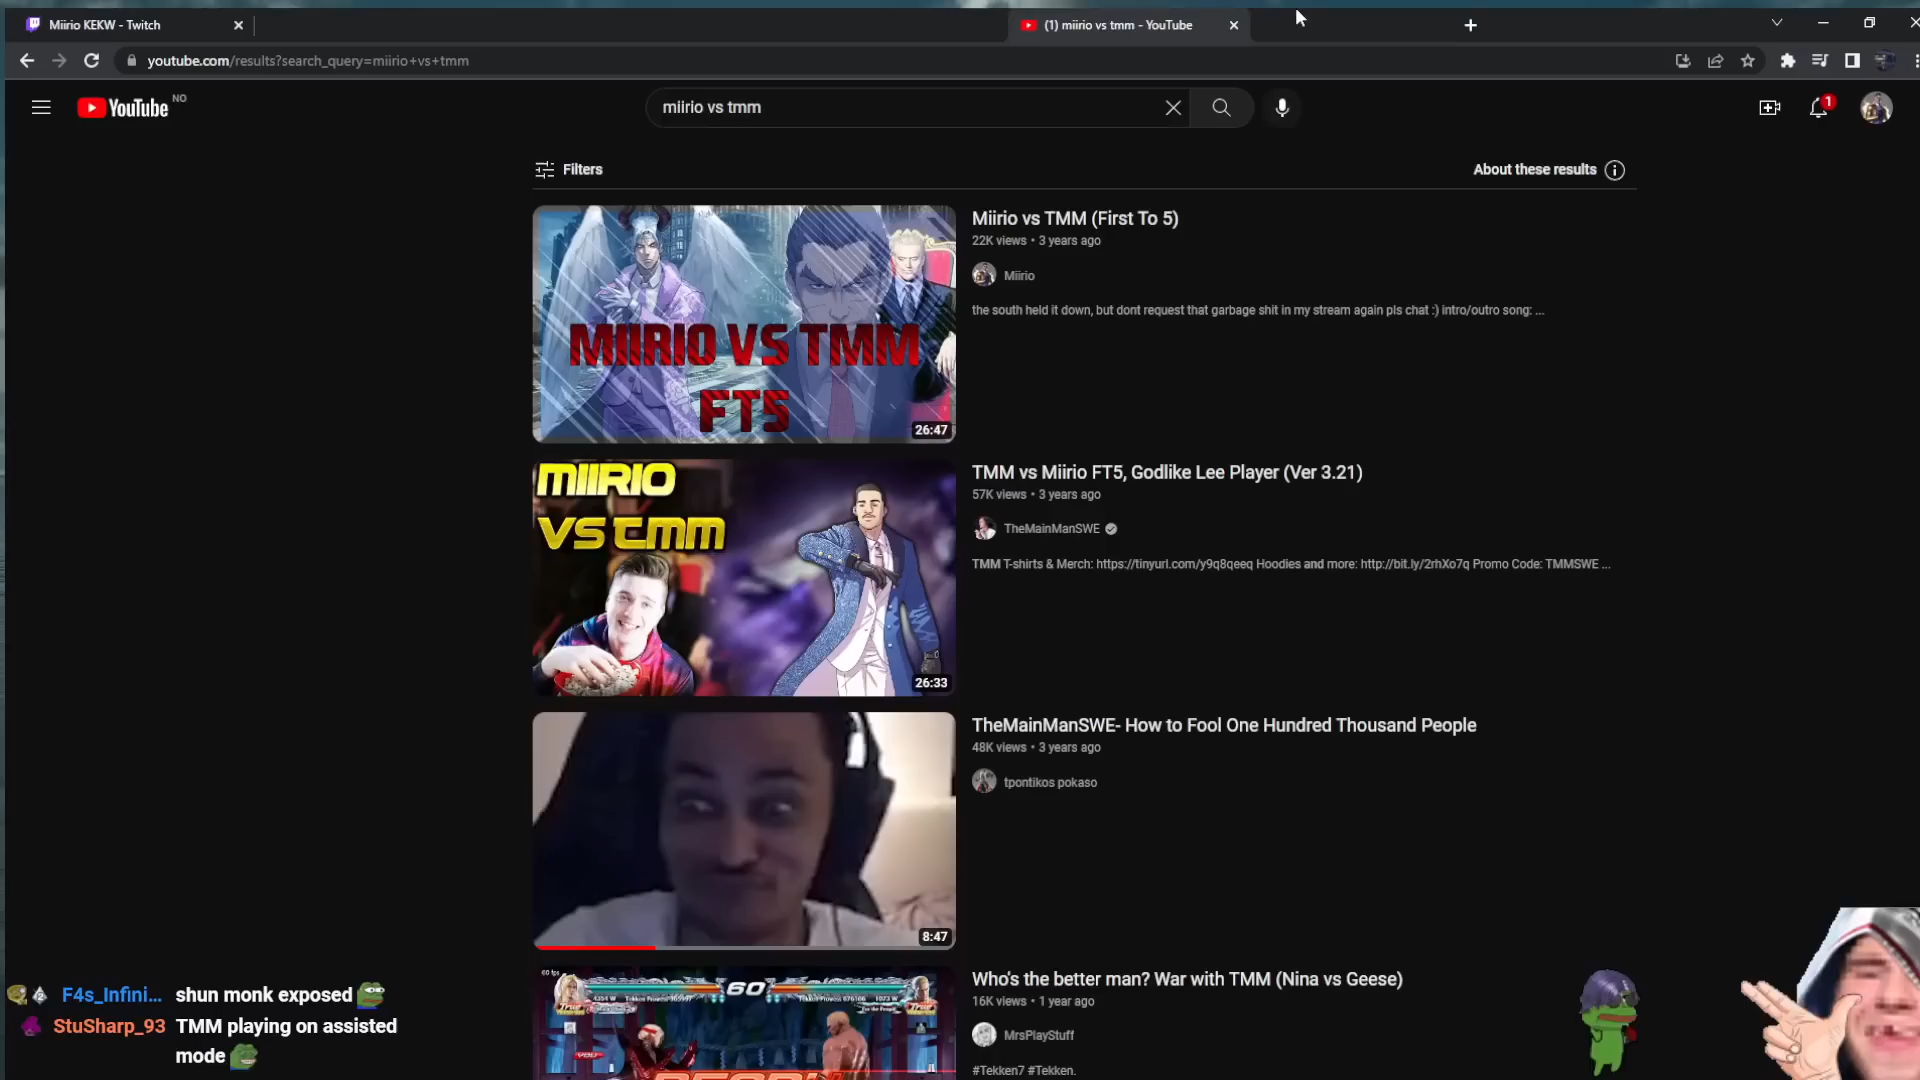 Miirio KEKW - Twitch
(1) miirio vs tmm - YouTube
youtube.com/results?search_query=miirio+vs+tmm
YouTube NO
miirio vs tmm
1
Filters
About these results
MIIRIO VS TMM
FT5
26:47
Miirio vs TMM (First To 5)
22K views • 3 years ago
Miirio
the south held it down, but dont request that garbage shit in my stream again pls chat :) intro/outro song: ...
MIIRIO
VS TMM
26:33
TMM vs Miirio FT5, Godlike Lee Player (Ver 3.21)
57K views • 3 years ago
TheMainManSWE
TMM T-shirts & Merch: https://tinyurl.com/y9q8qeeq Hoodies and more: http://bit.ly/2rhXo7q Promo Code: TMMSWE ...
8:47
TheMainManSWE- How to Fool One Hundred Thousand People
48K views • 3 years ago
tpontikos pokaso
60 fps
60
YOU
Who's the better man? War with TMM (Nina vs Geese)
16K views • 1 year ago
MrsPlayStuff
#Tekken7 #Tekken.
F4s_Infini... shun monk exposed
StuSharp_93 TMM playing on assisted
mode